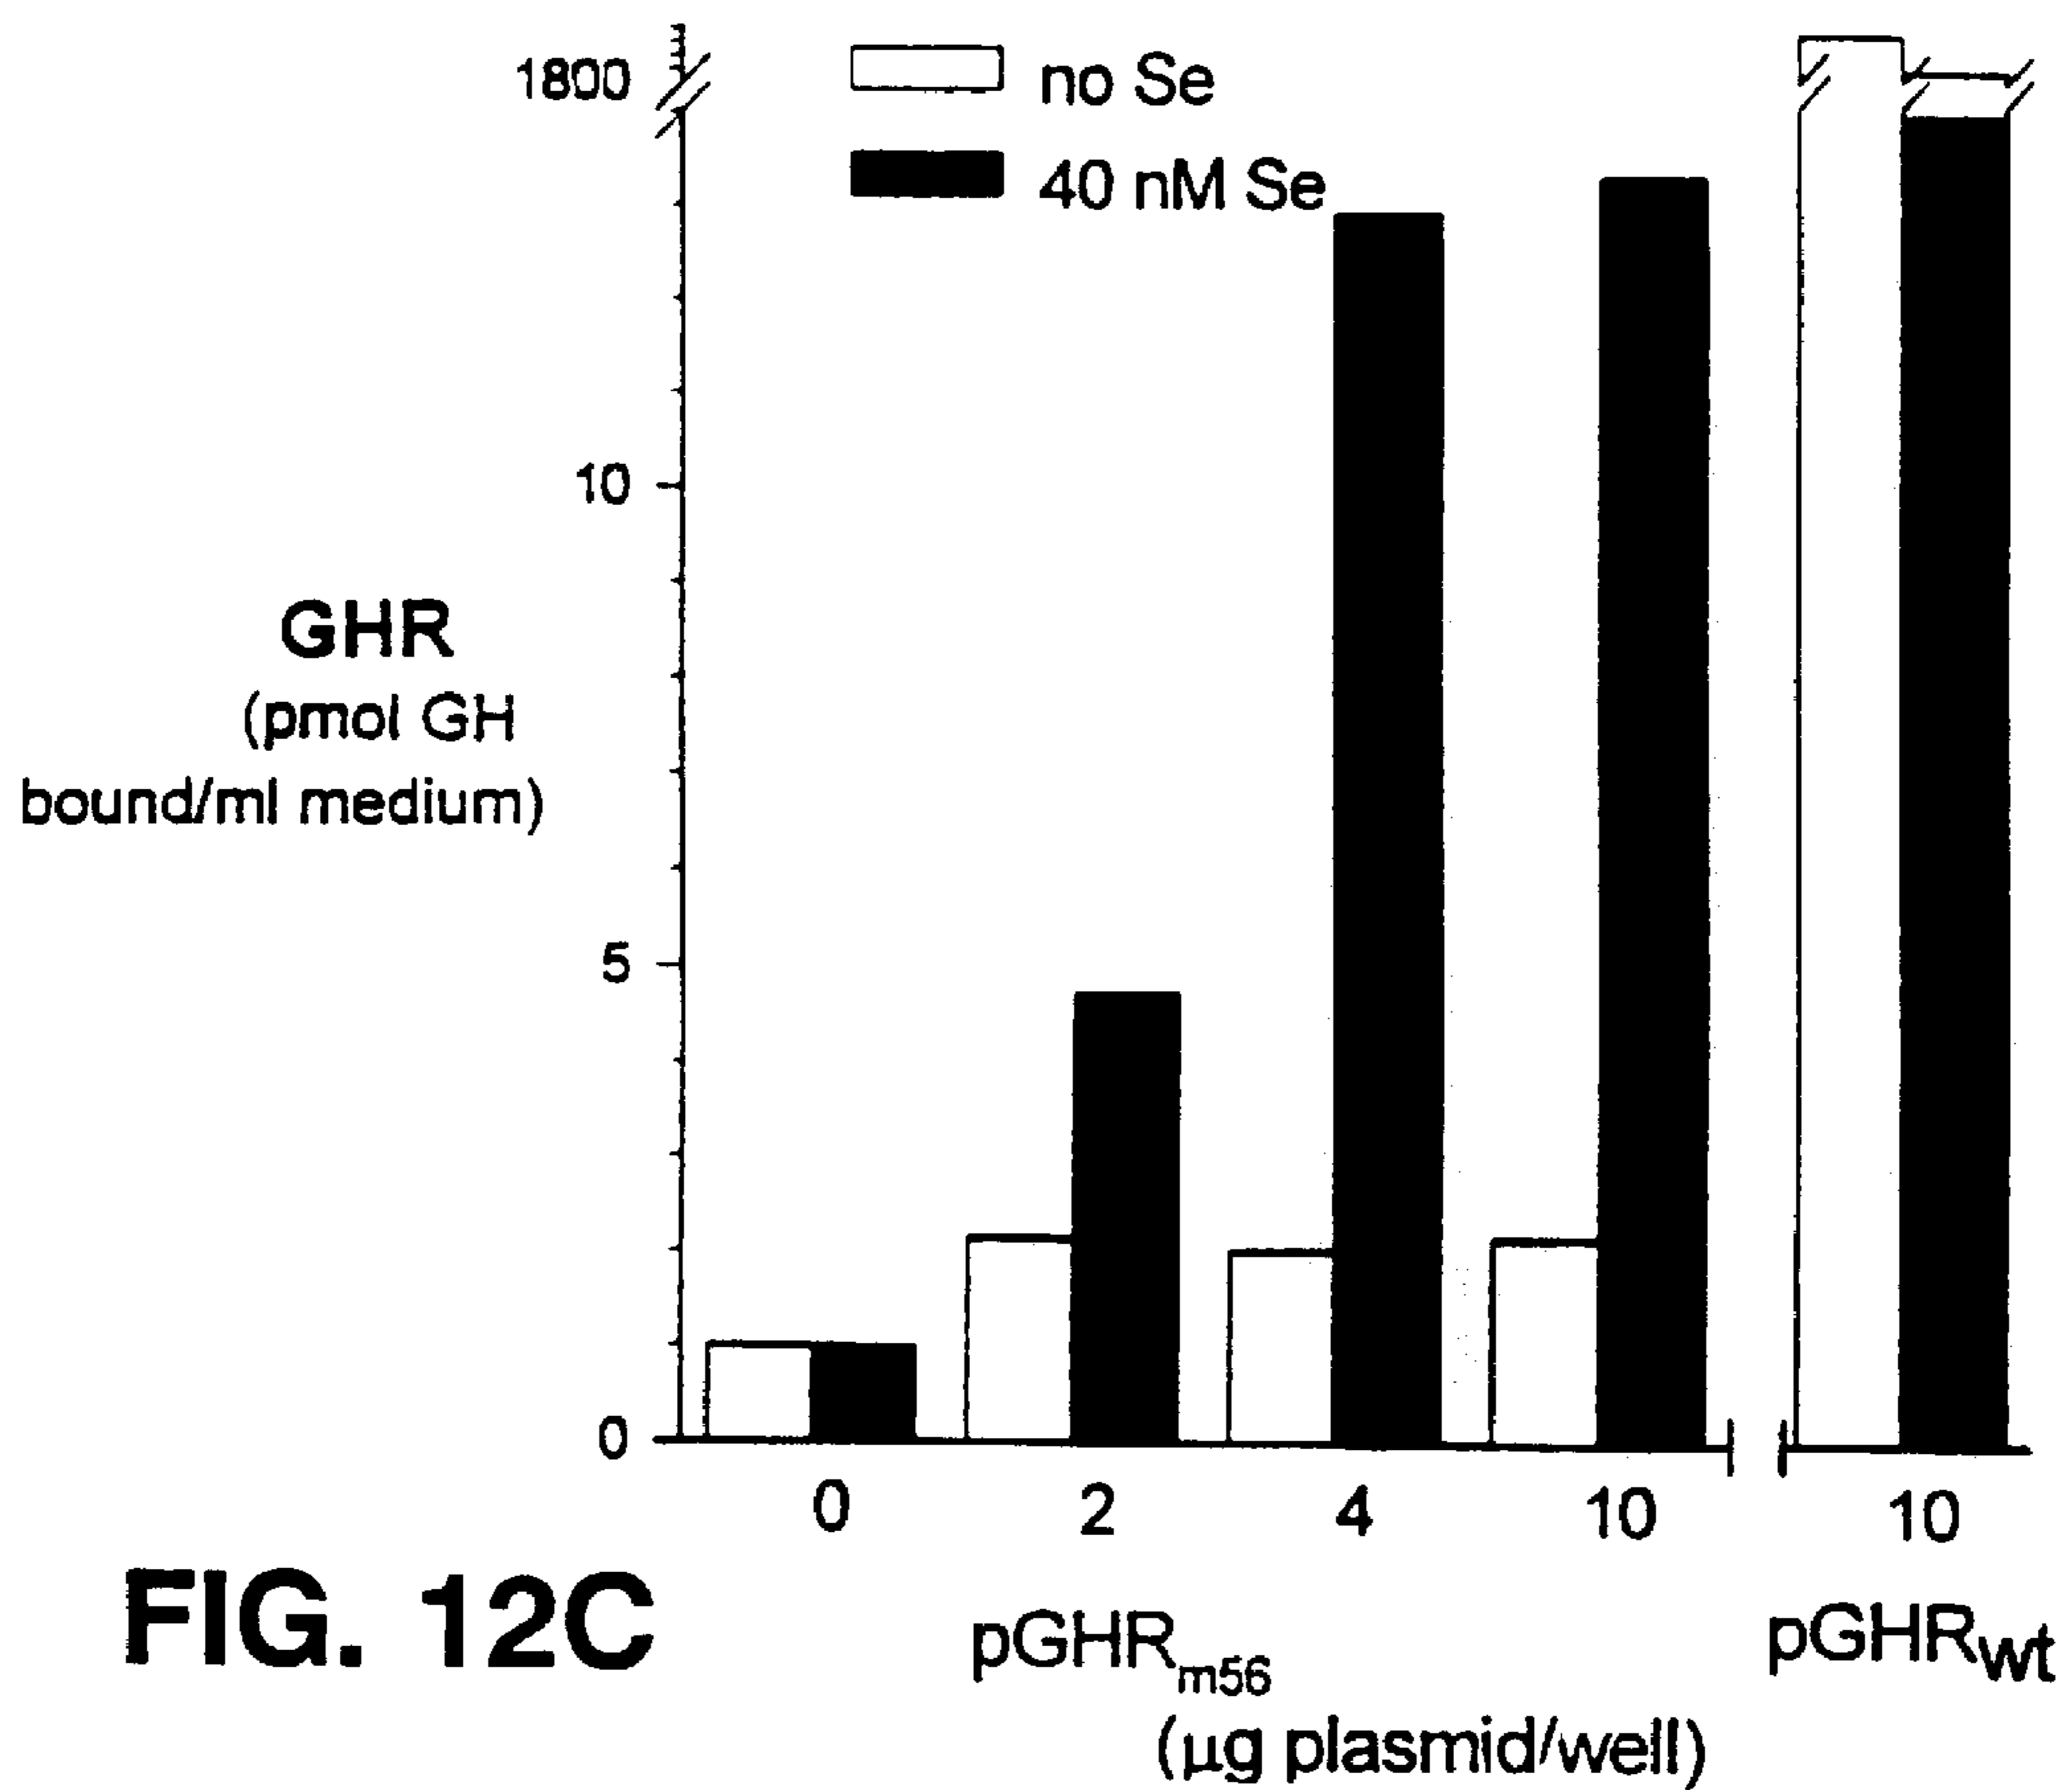 1800
no Se
40 nM Se
10
GHR
(pmol GH
bound/ml medium)
5
0
0 2 4 10 10
FIG. 12C
pGHRm56
pGHRwt
(µg plasmid/well)